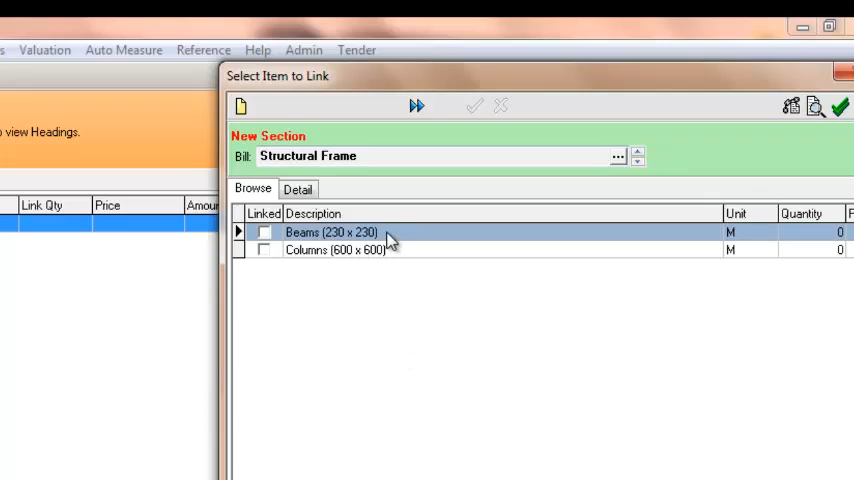 Valuation Auto Measure Reference Help Admin Tender
Select Item to Link
o view Headings.
New Section
Bill: Structural Frame ...
Browse Detail
Link Qty Price Amour
Linked Description Unit Quantity
Beams (230 x 230) M 0
Columns (600 x 600) M 0